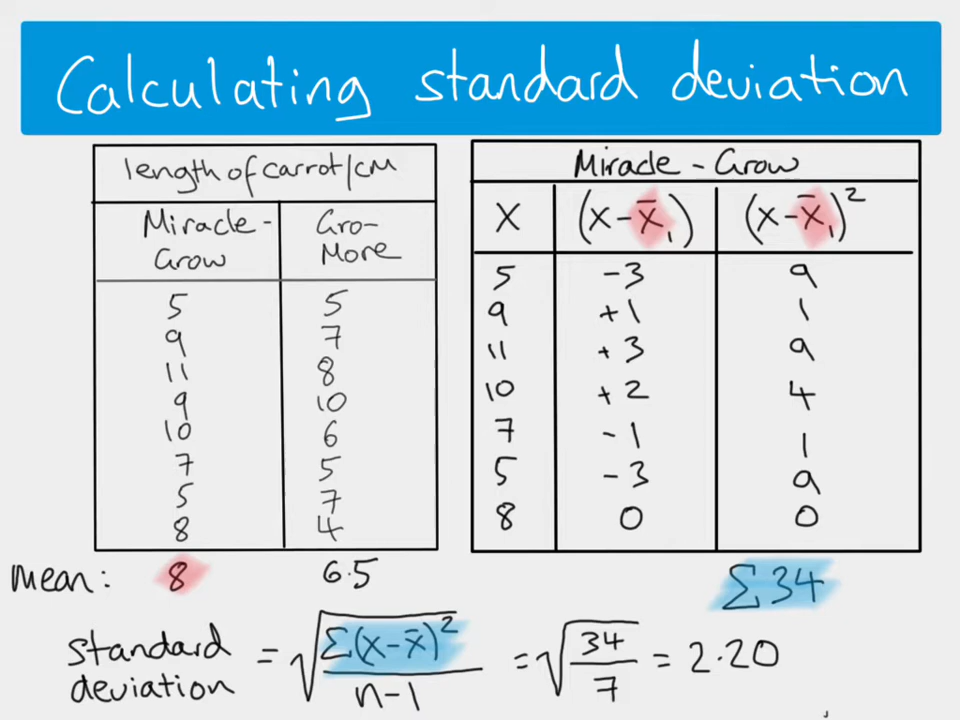 Calculating standard deviation
length of carrot/cm
Miracle-Grow Gro-More
5 5
9 7
11 8
9 10
10 6
7 5
5 7
8 4
mean: 8 6.5
Miracle-Grow
x (x-x̄₁) (x-x̄₁)²
5 -3 9
9 +1 1
11 +3 9
10 +2 4
7 -1 1
5 -3 9
8 0 0
Σ34
standard deviation = √(Σ(x-x̄)²/(n-1)) = √(34/7) = 2.20